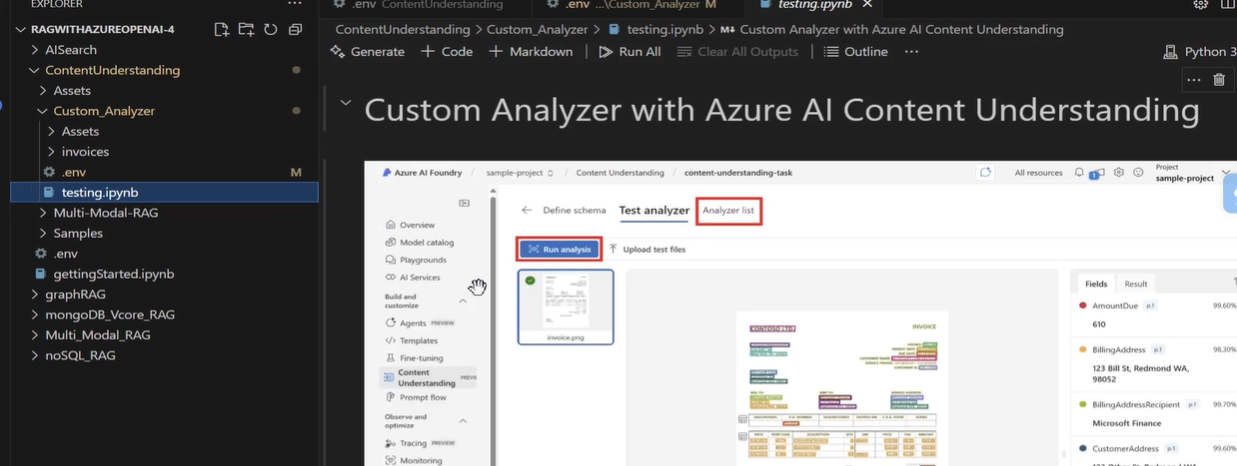 EXPLORER
RAGWITHAZUREOPENAI-4
AISearch
ContentUnderstanding
Assets
Custom_Analyzer
Assets
invoices
.env M
testing.ipynb
Multi-Modal-RAG
Samples
.env
gettingStarted.ipynb
graphRAG
mongoDB_Vcore_RAG
Multi_Modal_RAG
noSQL_RAG
.env ContentUnderstanding
.env ...\Custom_Analyzer M
testing.ipynb
ContentUnderstanding > Custom_Analyzer > testing.ipynb > M↓ Custom Analyzer with Azure AI Content Understanding
Generate + Code + Markdown Run All Clear All Outputs Outline ...
Python 3
Custom Analyzer with Azure AI Content Understanding
Azure AI Foundry / sample-project / Content Understanding / content-understanding-task
All resources
1
Project
sample-project
Overview
Model catalog
Playgrounds
AI Services
Build and
customize
Agents PREVIEW
Templates
Fine-tuning
Content
Understanding
Prompt flow
Observe and
optimize
Tracing PREVIEW
Monitoring
Define schema Test analyzer Analyzer list
Run analysis Upload test files
invoice.png
CONTOSO LTD. INVOICE
Fields Result
AmountDue p.1 99.60%
610
BillingAddress p.1 98.30%
123 Bill St, Redmond WA,
98052
BillingAddressRecipient p.1 99.70%
Microsoft Finance
CustomerAddress p.1 99.60%